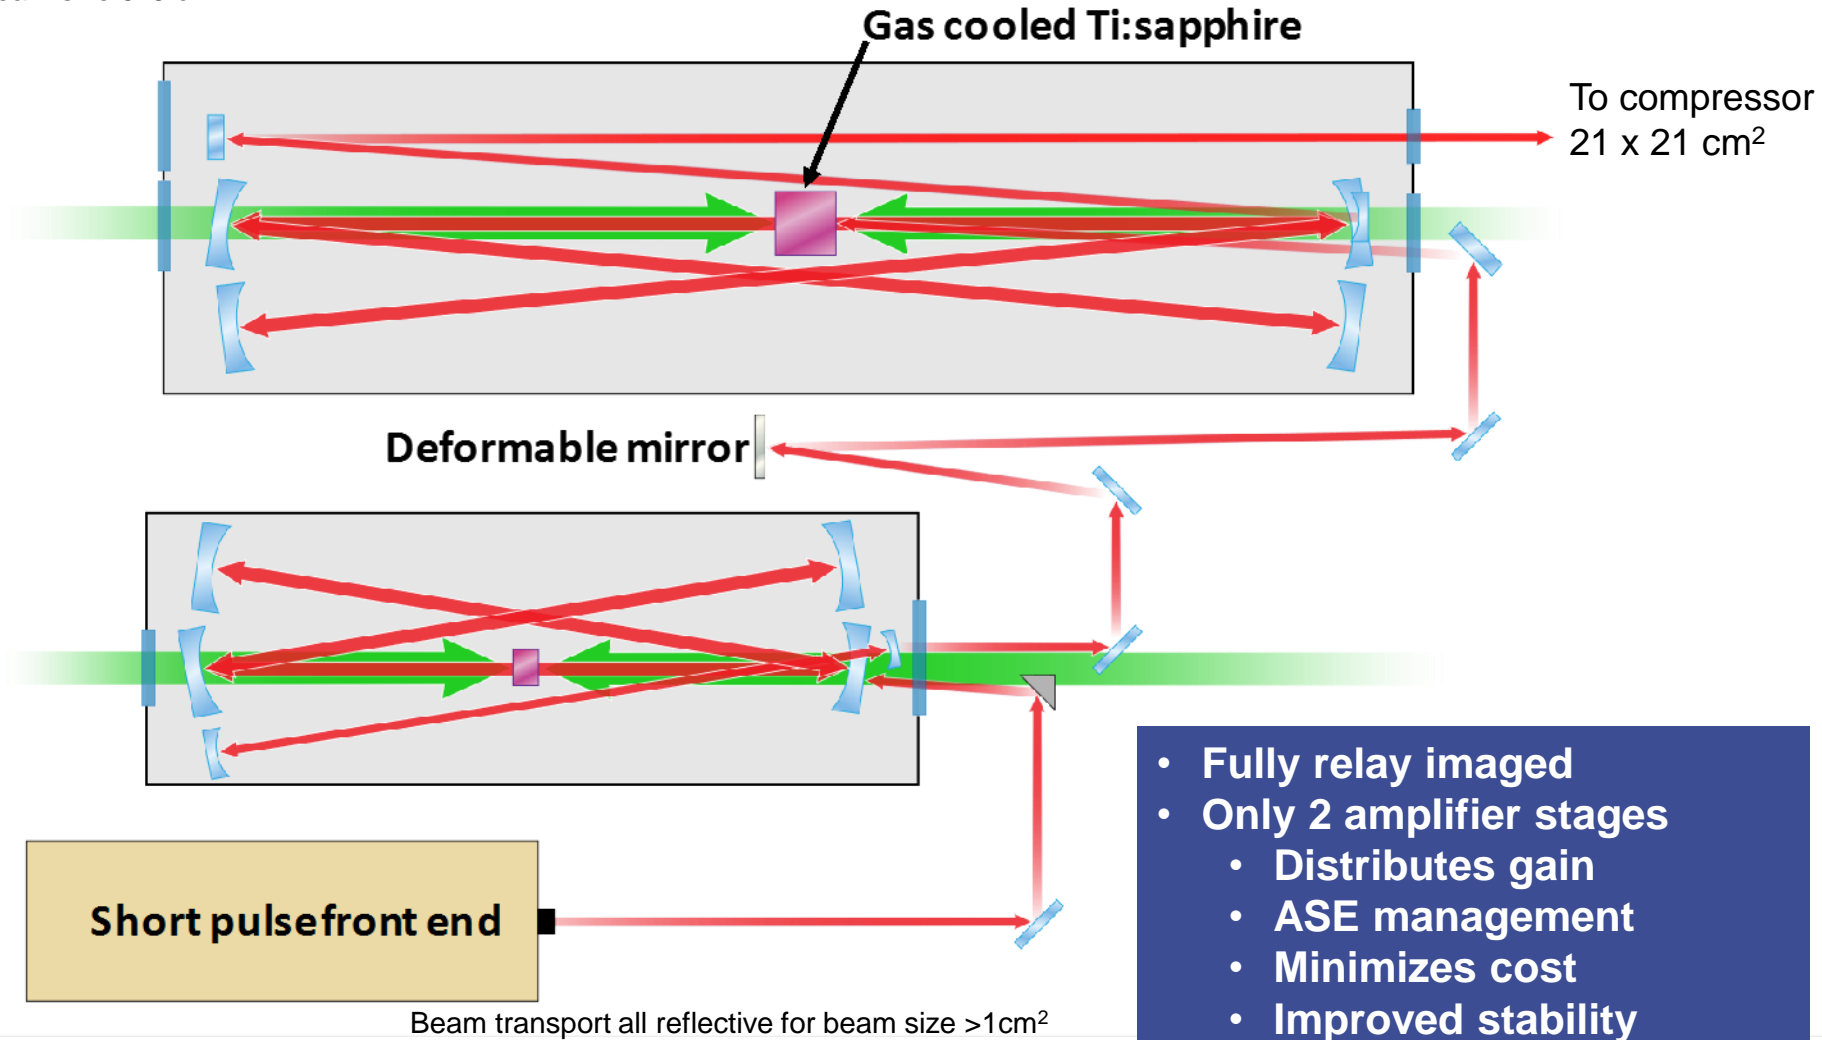 Gas cooled Ti:sapphire
To compressor
21 x 21 cm²
Deformable mirror
• Fully relay imaged
• Only 2 amplifier stages
• Distributes gain
• ASE management
• Minimizes cost
• Improved stability
Short pulse front end
Beam transport all reflective for beam size >1cm²